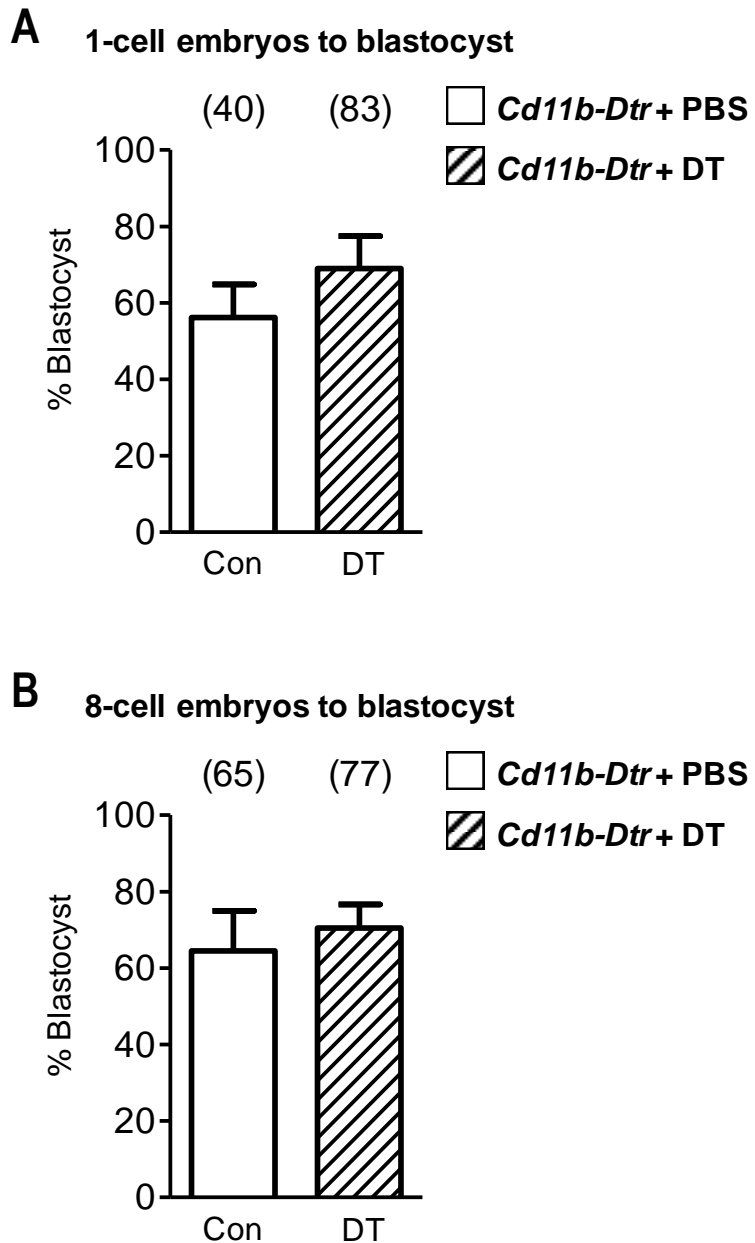 A 1-cell embryos to blastocyst
(40) (83)
Cd11b-Dtr + PBS
Cd11b-Dtr + DT
100
80
60
40
20
0
% Blastocyst
Con DT
B 8-cell embryos to blastocyst
(65) (77)
Cd11b-Dtr + PBS
Cd11b-Dtr + DT
100
80
60
40
20
0
% Blastocyst
Con DT